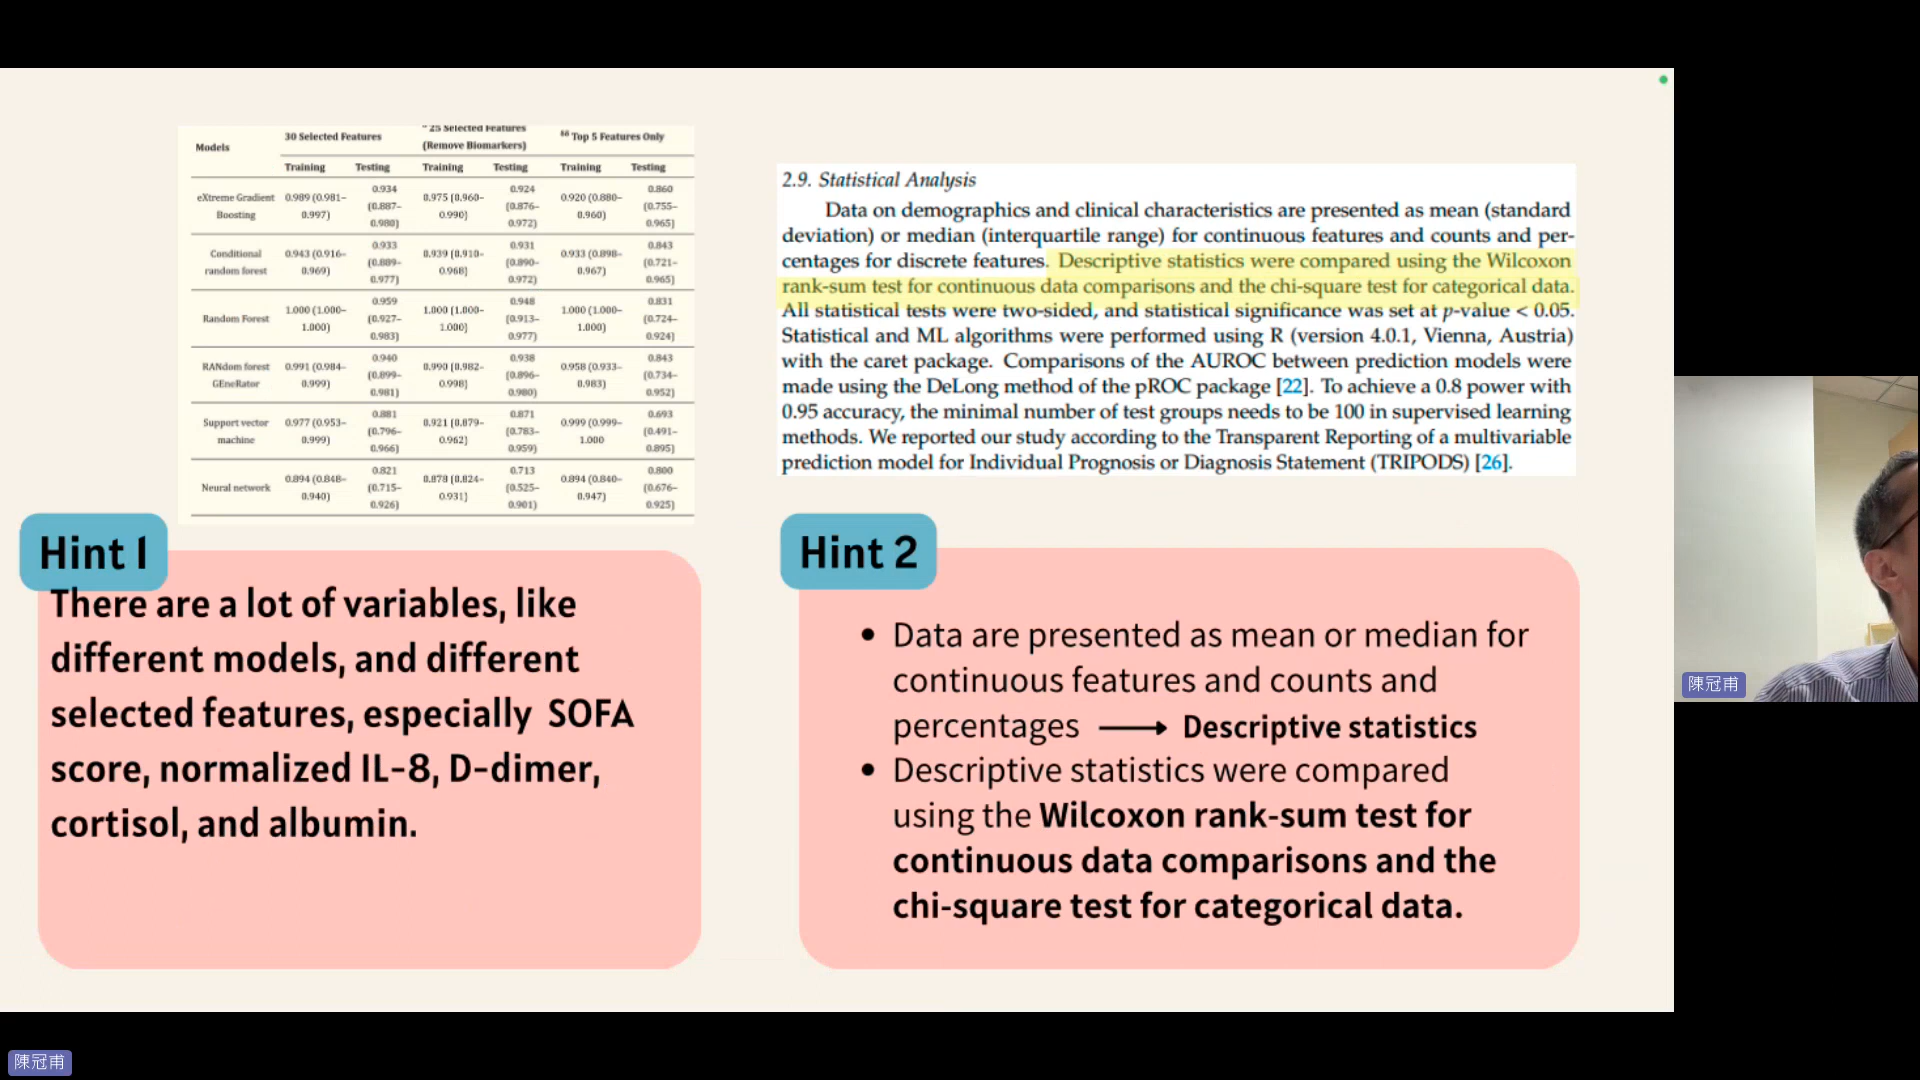 Models
30 Selected Features
25 Selected Features
(Remove Biomarkers)
Top 5 Features Only
Training Testing Training Testing Training Testing
eXtreme Gradient
Boosting
0.989 (0.981–
0.997)
0.934
(0.887–
0.980)
0.975 (0.960–
0.990)
0.924
(0.876–
0.972)
0.920 (0.880–
0.960)
0.860
(0.755–
0.965)
Conditional
random forest
0.943 (0.916–
0.969)
0.933
(0.889–
0.977)
0.939 (0.910–
0.968)
0.931
(0.890–
0.972)
0.933 (0.898–
0.967)
0.843
(0.721–
0.965)
Random Forest
1.000 (1.000–
1.000)
0.959
(0.927–
0.983)
1.000 (1.000–
1.000)
0.948
(0.913–
0.977)
1.000 (1.000–
1.000)
0.831
(0.724–
0.924)
RANdom forest
GEneRator
0.991 (0.984–
0.999)
0.940
(0.899–
0.981)
0.990 (0.982–
0.998)
0.938
(0.896–
0.980)
0.958 (0.933–
0.983)
0.843
(0.734–
0.952)
Support vector
machine
0.977 (0.953–
0.999)
0.881
(0.796–
0.966)
0.921 (0.879–
0.962)
0.871
(0.783–
0.959)
0.999 (0.999–
1.000
0.693
(0.491–
0.895)
Neural network
0.894 (0.848–
0.940)
0.821
(0.715–
0.926)
0.878 (0.824–
0.931)
0.713
(0.525–
0.901)
0.894 (0.840–
0.947)
0.800
(0.676–
0.925)
2.9. Statistical Analysis
Data on demographics and clinical characteristics are presented as mean (standard
deviation) or median (interquartile range) for continuous features and counts and per-
centages for discrete features. Descriptive statistics were compared using the Wilcoxon
rank-sum test for continuous data comparisons and the chi-square test for categorical data.
All statistical tests were two-sided, and statistical significance was set at p-value < 0.05.
Statistical and ML algorithms were performed using R (version 4.0.1, Vienna, Austria)
with the caret package. Comparisons of the AUROC between prediction models were
made using the DeLong method of the pROC package [22]. To achieve a 0.8 power with
0.95 accuracy, the minimal number of test groups needs to be 100 in supervised learning
methods. We reported our study according to the Transparent Reporting of a multivariable
prediction model for Individual Prognosis or Diagnosis Statement (TRIPODS) [26].
Hint 1
There are a lot of variables, like
different models, and different
selected features, especially SOFA
score, normalized IL-8, D-dimer,
cortisol, and albumin.
Hint 2
• Data are presented as mean or median for
continuous features and counts and
percentages → Descriptive statistics
• Descriptive statistics were compared
using the Wilcoxon rank-sum test for
continuous data comparisons and the
chi-square test for categorical data.
陳冠甫
陳冠甫